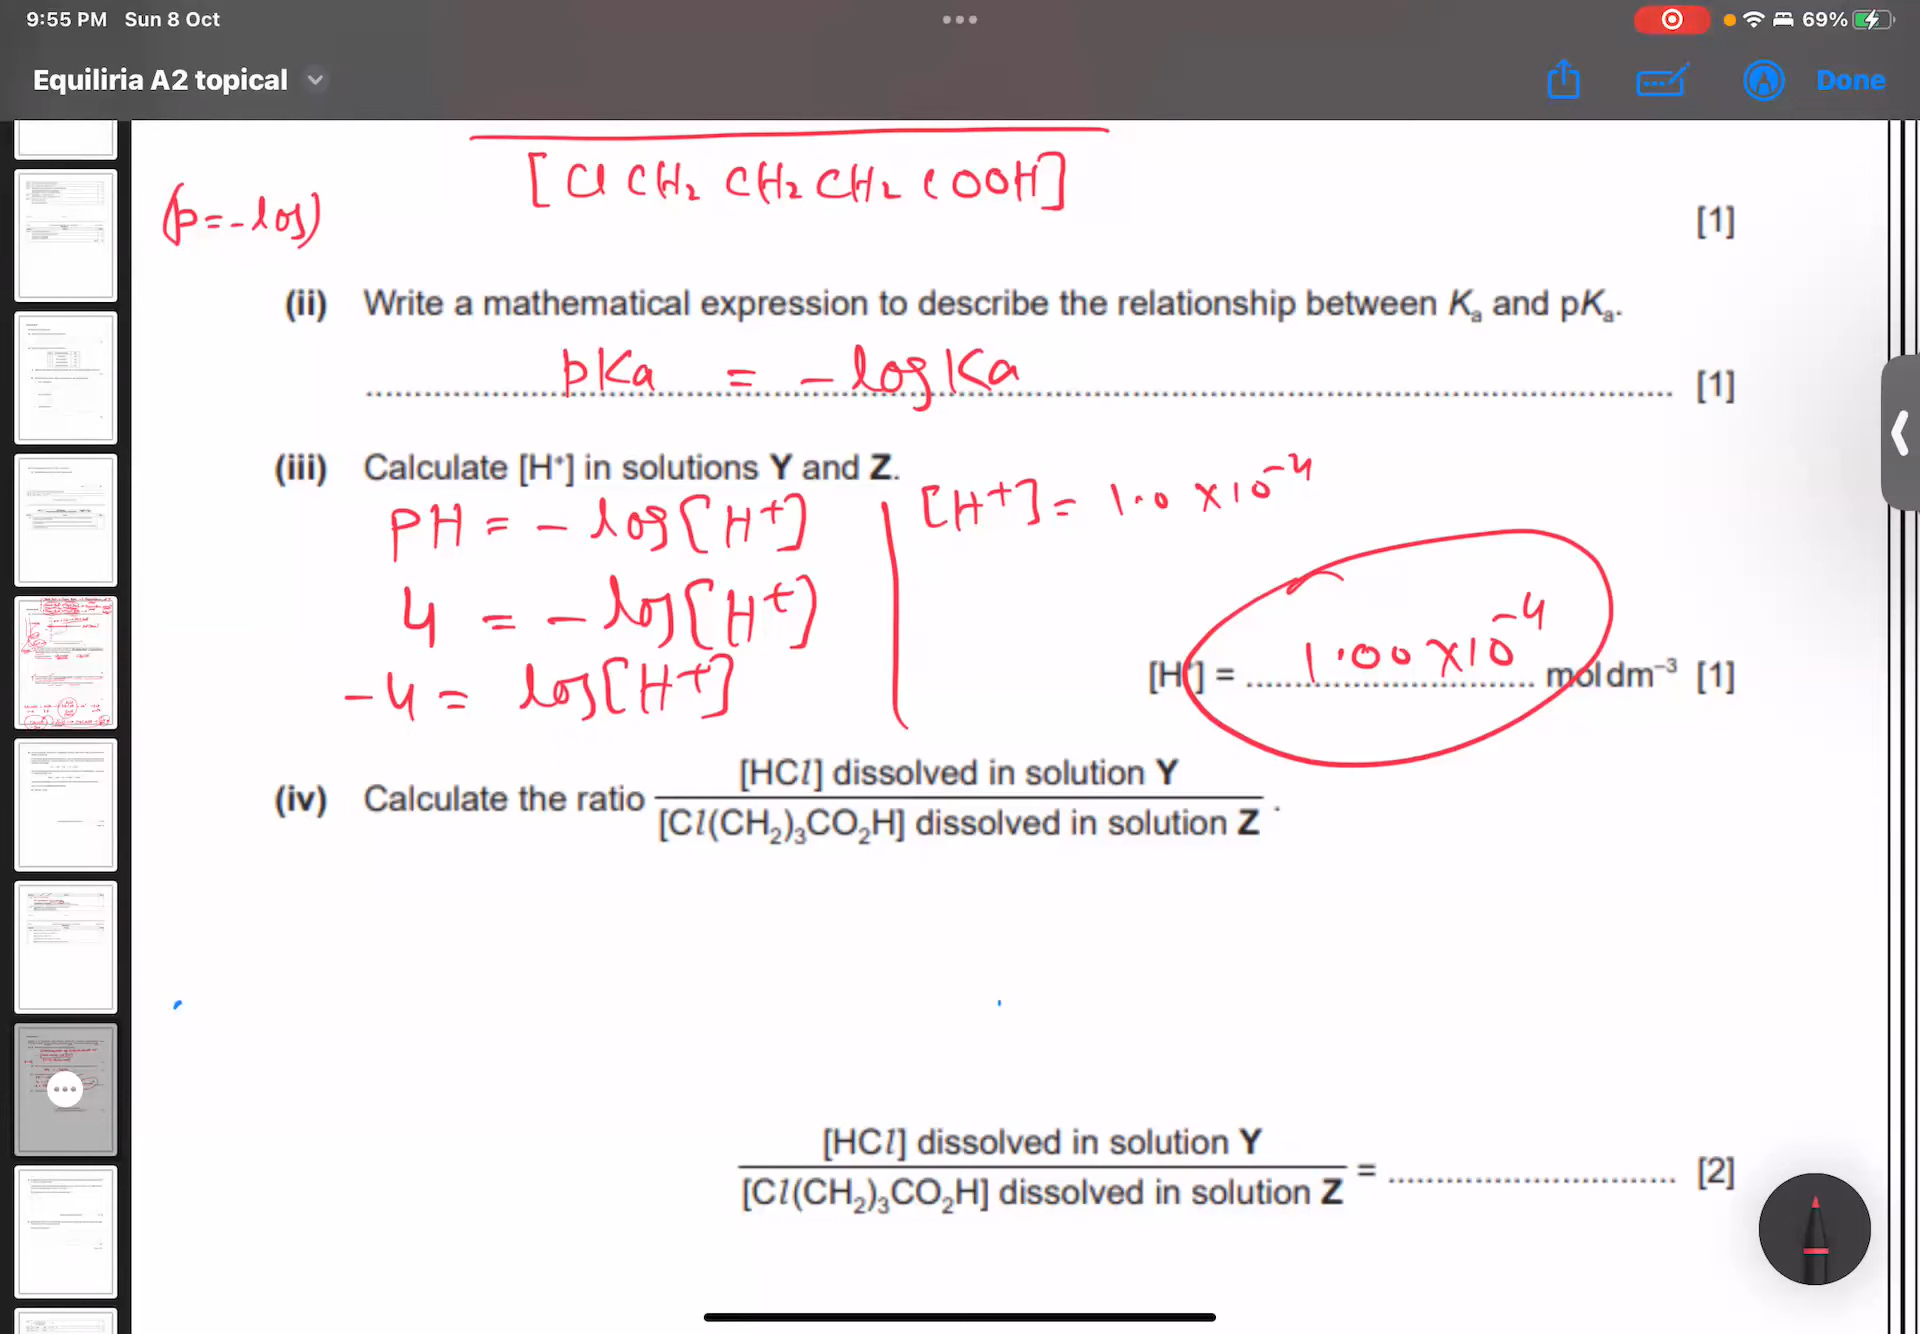 9:55 PM Sun 8 Oct
69%
Equiliria A2 topical
Done
[Cl CH₂ CH₂ CH₂ COOH]
(p=-log)
[1]
(ii) Write a mathematical expression to describe the relationship between Kₐ and pKₐ.
pKa = - log Ka [1]
(iii) Calculate [H⁺] in solutions Y and Z.
PH = - log[H+]
4 = - log[H+]
-4 = log[H+]
[H+] = 1.0 x10⁻⁴
[H⁺] = 1.00 x10⁻⁴ mol dm⁻³ [1]
(iv) Calculate the ratio [HCl] dissolved in solution Y
[Cl(CH₂)₃CO₂H] dissolved in solution Z .
[HCl] dissolved in solution Y
[Cl(CH₂)₃CO₂H] dissolved in solution Z = .............................. [2]